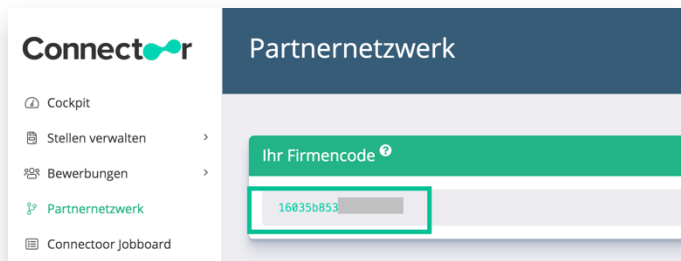 Connectoor
Partnernetzwerk
Cockpit
Stellen verwalten
Bewerbungen
Partnernetzwerk
Connectoor Jobboard
Ihr Firmencode ?
16035b853